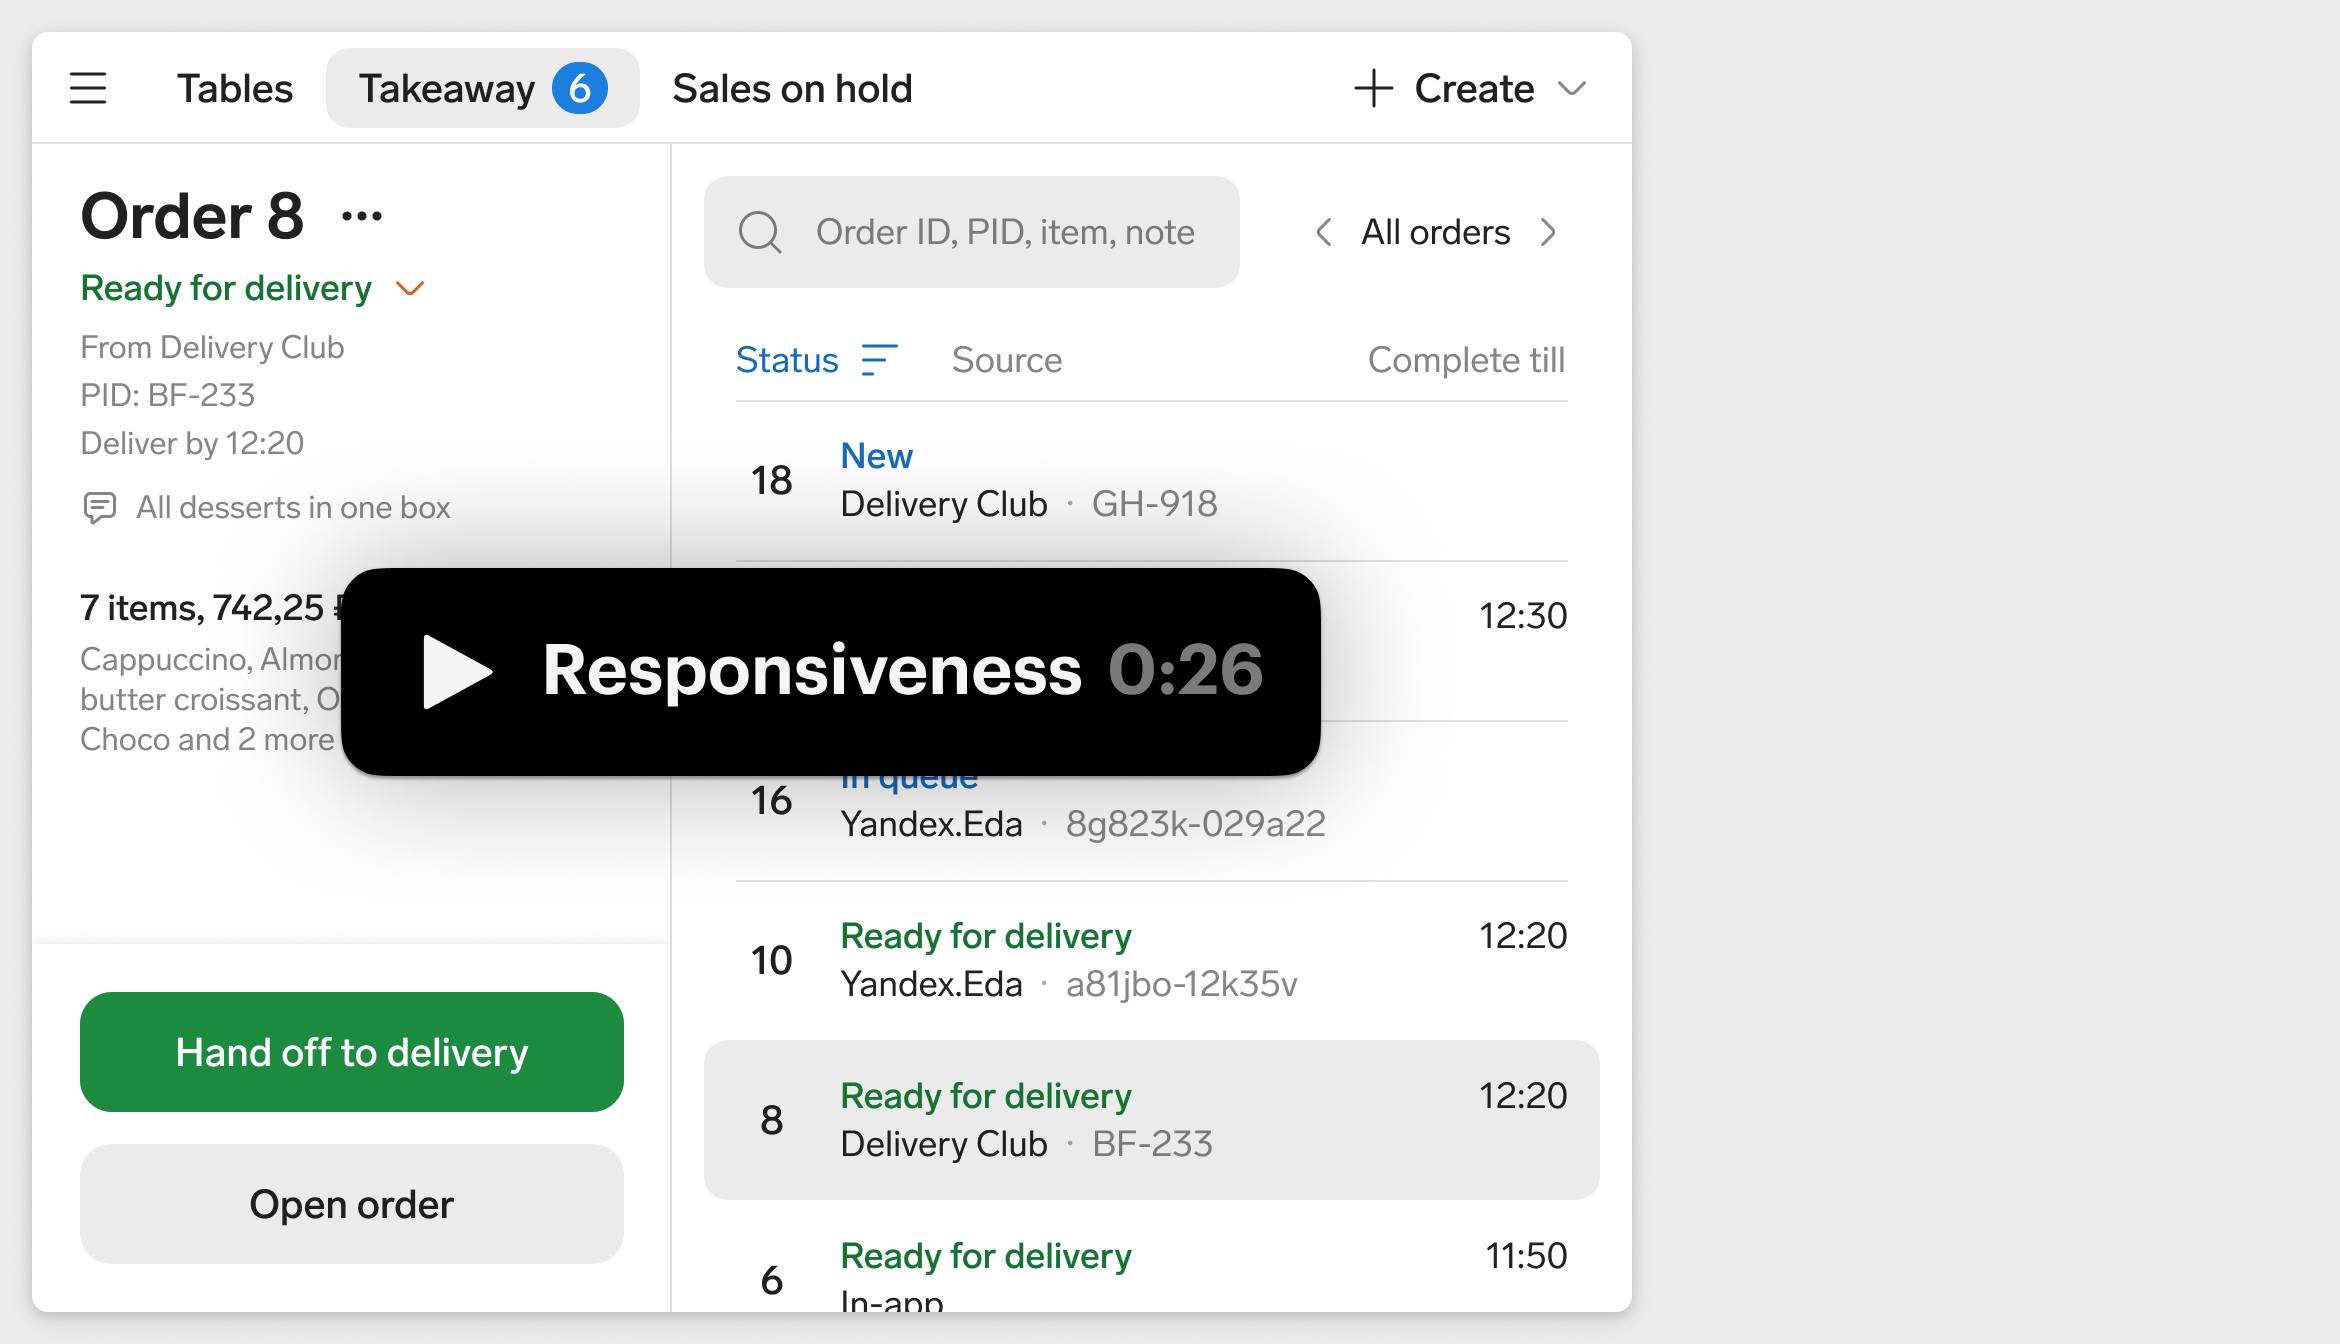 Tables
Takeaway 6
Sales on hold
Create
Order 8 •••
Ready for delivery
From Delivery Club
PID: BF-233
Deliver by 12:20
All desserts in one box
7 items, 742,25
Cappuccino,
butter croissant,
Choco and 2 more
Hand off to delivery
Open order
Order ID, PID, item, note
All orders
Status
Source
Complete till
18
New
Delivery Club · GH-918
12:30
Responsiveness 0:26
16
In queue
Yandex.Eda · 8g823k-029a22
10
Ready for delivery
12:20
Yandex.Eda · a81jbo-12k35v
8
Ready for delivery
12:20
Delivery Club · BF-233
6
Ready for delivery
11:50
In-app